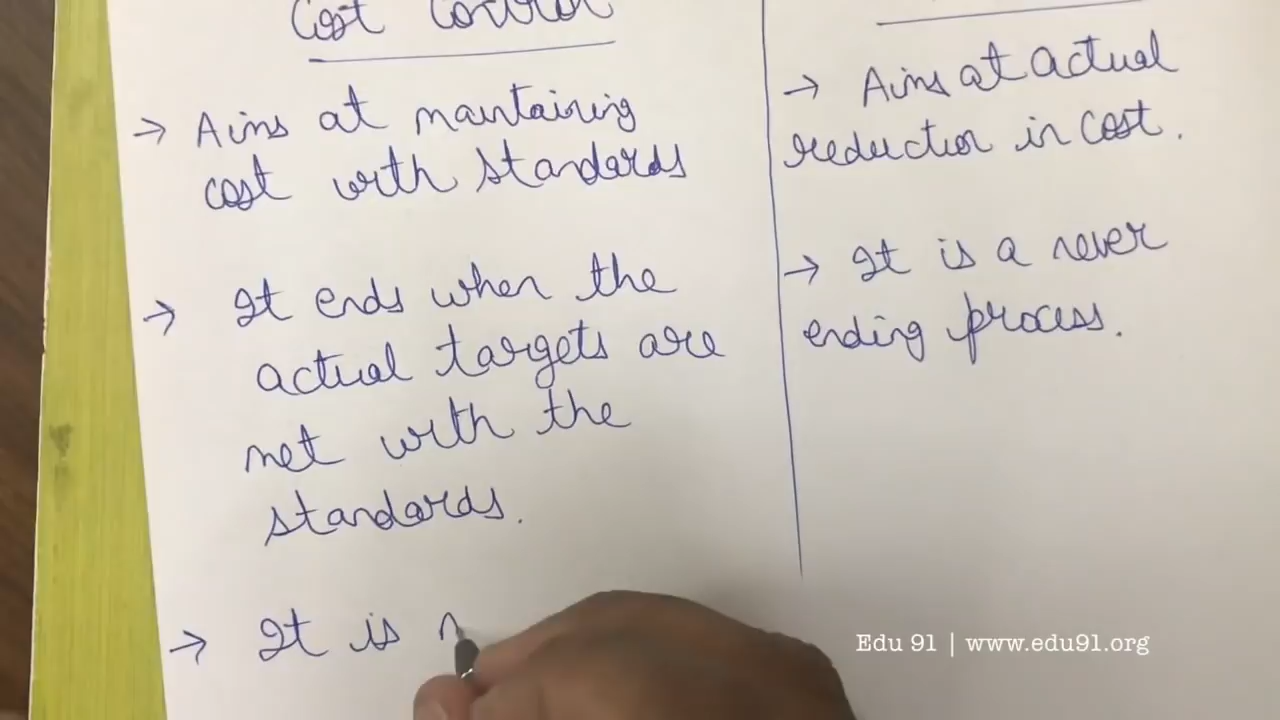 Cost Control
→ Aims at maintaining
cost with standards
→ It ends when the
actual targets are
met with the
standards.
→ It is
→ Aims at actual
reduction in cost.
→ It is a never
ending process.
Edu 91 | www.edu91.org